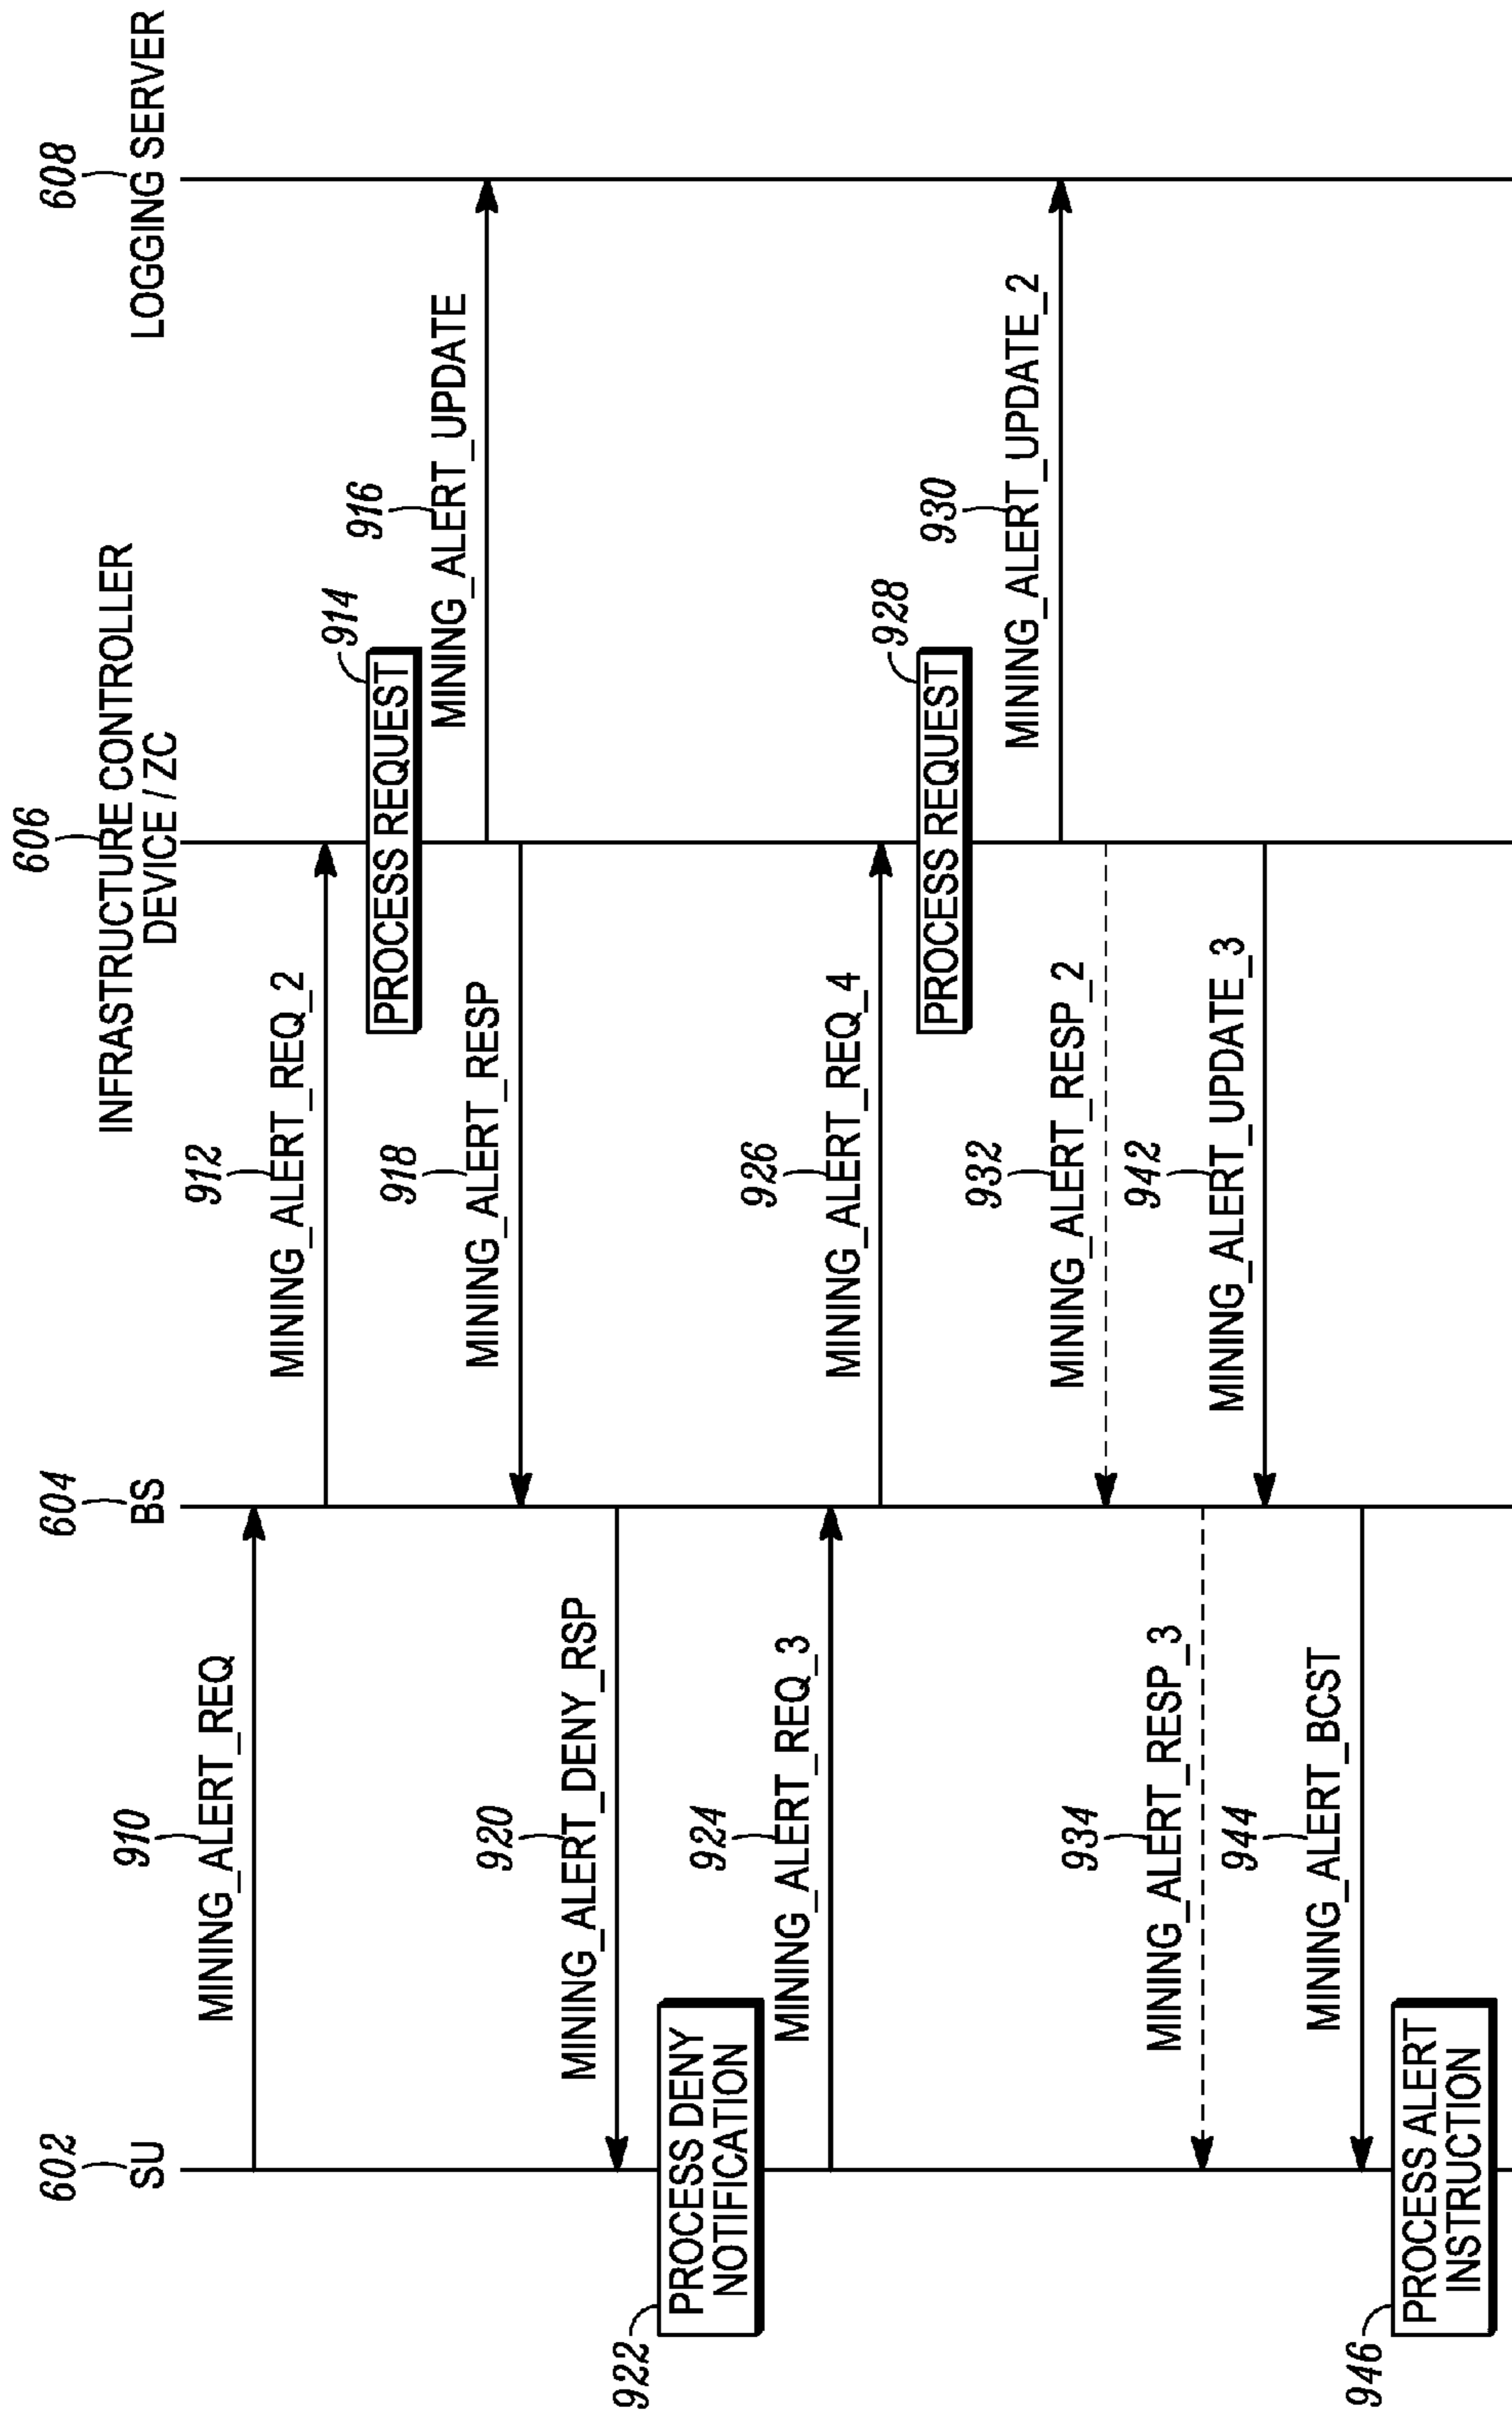 602
SU
604
BS
606
INFRASTRUCTURE CONTROLLER
DEVICE / ZC
608
LOGGING SERVER
910
MINING_ALERT_REQ
912
MINING_ALERT_REQ_2
914
PROCESS REQUEST
916
MINING_ALERT_UPDATE
918
MINING_ALERT_RESP
920
MINING_ALERT_DENY_RSP
922
PROCESS DENY
NOTIFICATION
924
MINING_ALERT_REQ_3
926
MINING_ALERT_REQ_4
928
PROCESS REQUEST
930
MINING_ALERT_UPDATE_2
932
MINING_ALERT_RESP_2
934
MINING_ALERT_RESP_3
942
MINING_ALERT_UPDATE_3
944
MINING_ALERT_BCST
946
PROCESS ALERT
INSTRUCTION